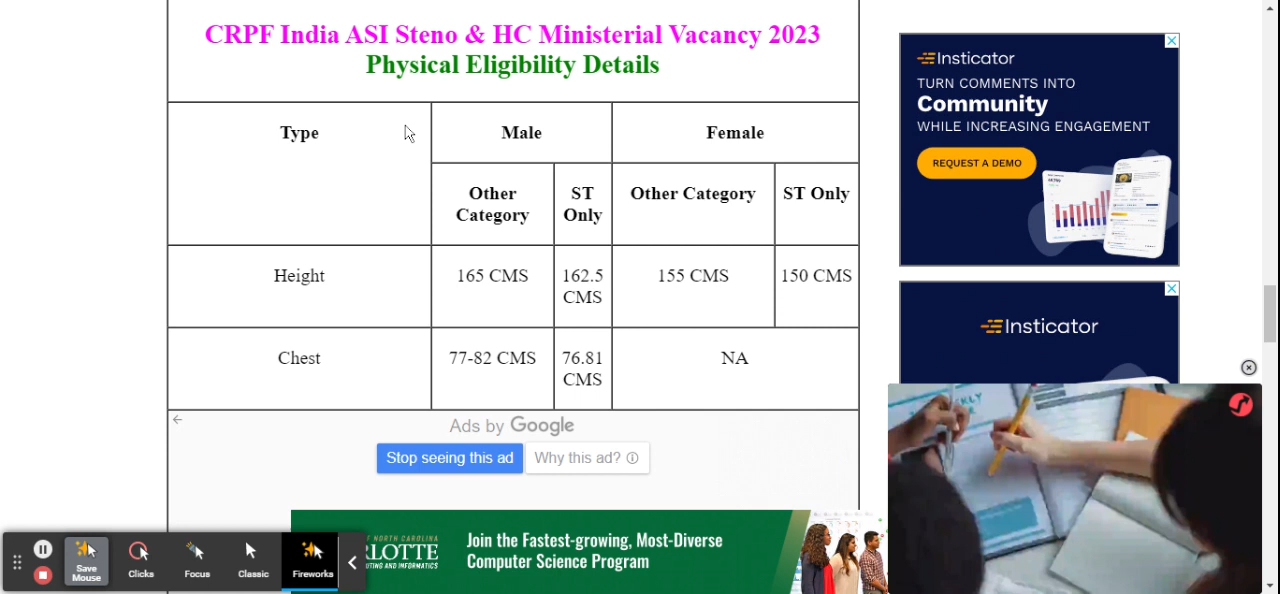 CRPF India ASI Steno & HC Ministerial Vacancy 2023
Physical Eligibility Details
Type
Male
Female
Other
Category
ST
Only
Other Category
ST Only
Height
165 CMS
162.5
CMS
155 CMS
150 CMS
Chest
77-82 CMS
76.81
CMS
NA
Ads by Google
Stop seeing this ad
Why this ad?
Insticator
TURN COMMENTS INTO
Community
WHILE INCREASING ENGAGEMENT
REQUEST A DEMO
Insticator
Join the Fastest-growing, Most-Diverse
Computer Science Program
OF NORTH CAROLINA
Save
Mouse
Clicks
Focus
Classic
Fireworks